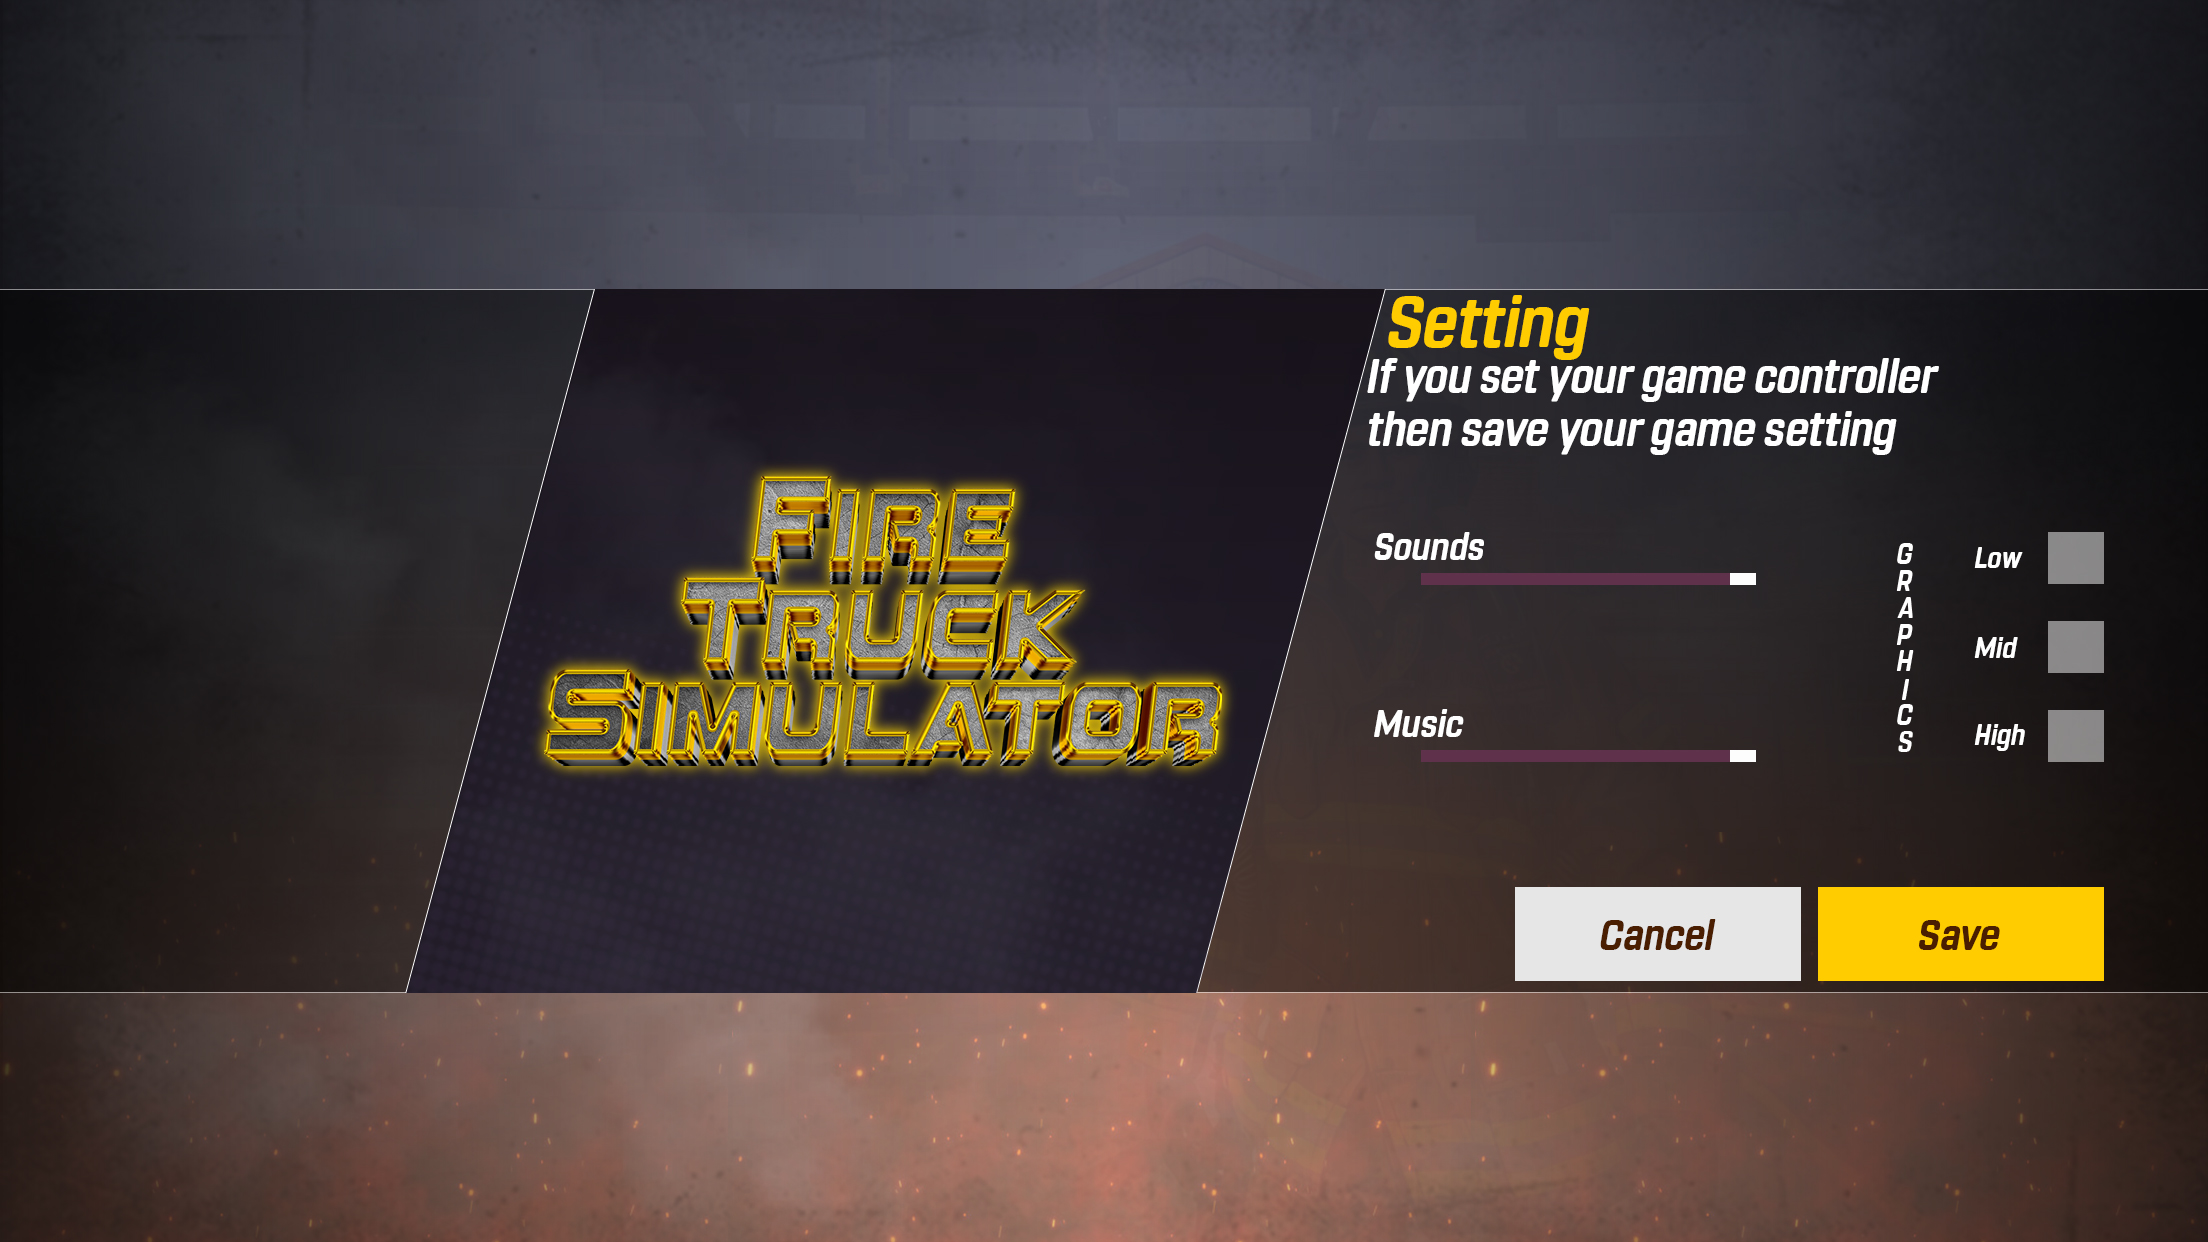 Setting
If you set your game controller
then save your game setting
FIRE
TRUCK
SIMULATOR
Sounds
Music
GRAPHICS
Low
Mid
High
Cancel
Save